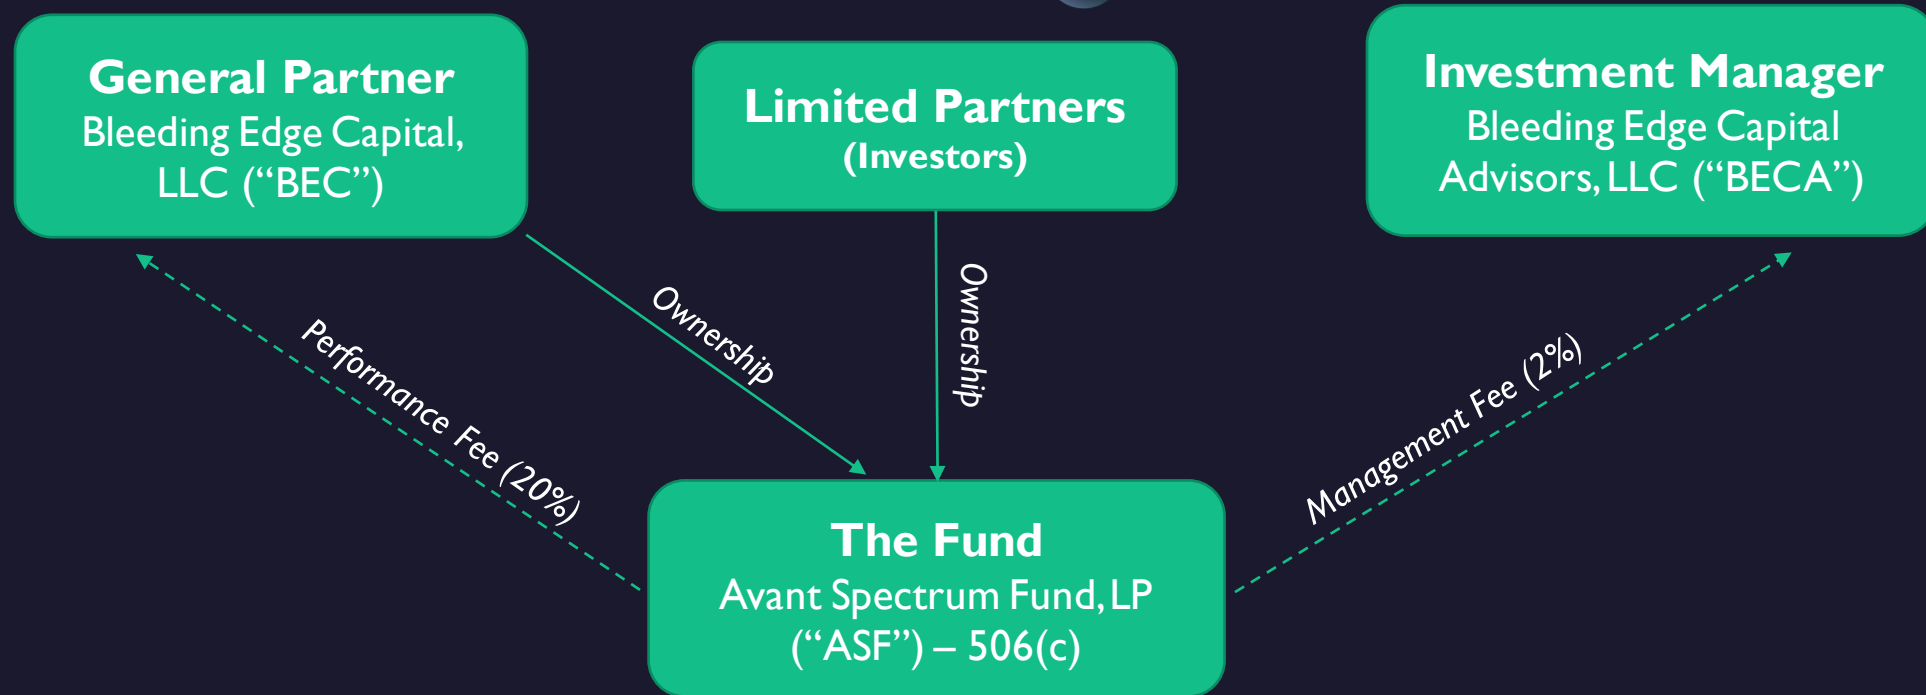 General Partner
Bleeding Edge Capital,
LLC (“BEC”)
Limited Partners
(Investors)
Investment Manager
Bleeding Edge Capital
Advisors, LLC (“BECA”)
Performance Fee (20%)
Ownership
Ownership
Management Fee (2%)
The Fund
Avant Spectrum Fund, LP
(“ASF”) – 506(c)